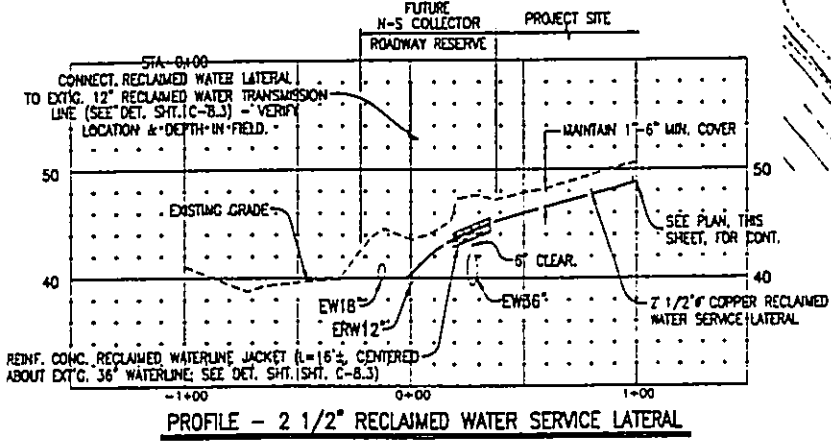 FUTURE
N-S COLLECTOR
ROADWAY RESERVE
PROJECT SITE
STA 0+00
CONNECT RECLAIMED WATER LATERAL
TO EXT'G. 12" RECLAIMED WATER TRANSMISSION
LINE (SEE DET. SHT. C-8.3) - VERIFY
LOCATION & DEPTH IN FIELD.
MAINTAIN 1'-6" MIN. COVER
50
50
EXISTING GRADE
SEE PLAN, THIS
SHEET, FOR CONT.
6" CLEAR.
40
40
EW18"
EW36"
ERW12"
2 1/2"ø COPPER RECLAIMED
WATER SERVICE LATERAL
REINF. CONC. RECLAIMED WATERLINE JACKET (L=16'±, CENTERED
ABOUT EXT'G. 36" WATERLINE; SEE DET. SHT. (SHT. C-8.3)
-1+00
0+00
1+00
PROFILE - 2 1/2" RECLAIMED WATER SERVICE LATERAL